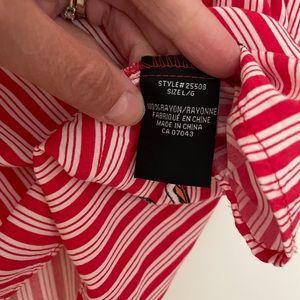 STYLE# 25508
SIZE L/G
100% RAYON/RAYONNE
FABRIQUÉ EN CHINE
MADE IN CHINA
CA 07043